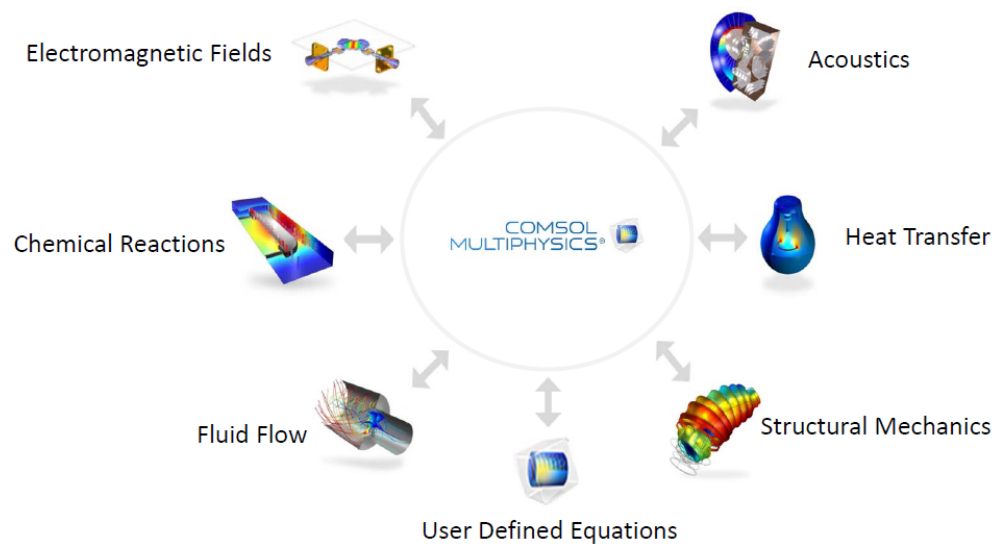 Electromagnetic Fields
Acoustics
COMSOL
MULTIPHYSICS®
Chemical Reactions
Heat Transfer
Fluid Flow
Structural Mechanics
User Defined Equations